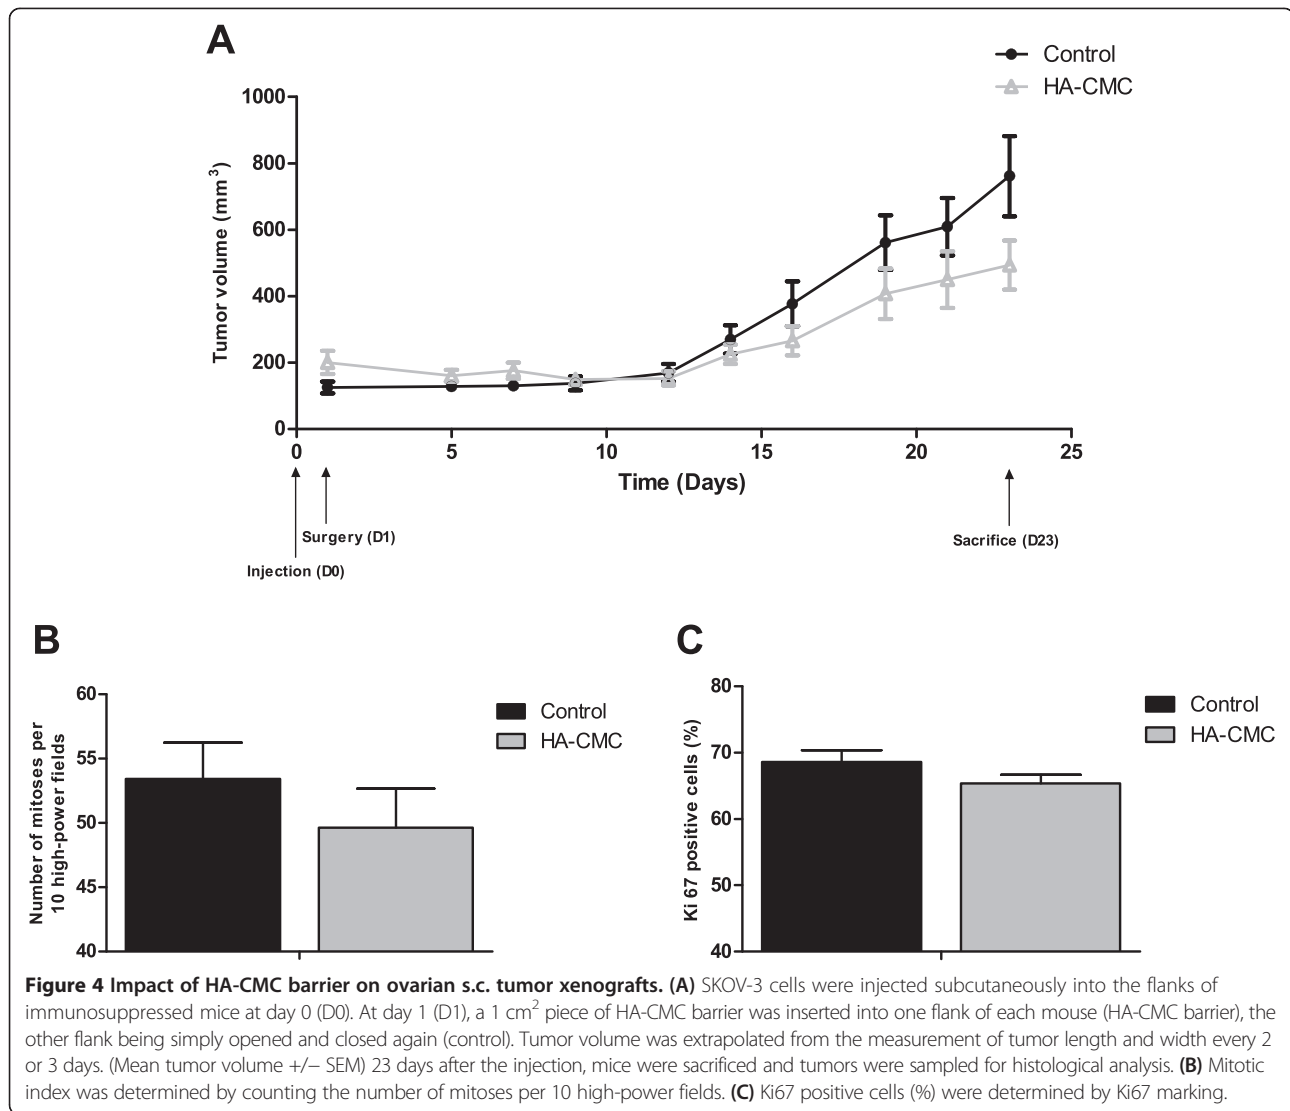 A
Control
HA-CMC
1000
800
600
400
200
0
Tumor volume (mm³)
0 5 10 15 20 25
Time (Days)
Surgery (D1)
Injection (D0)
Sacrifice (D23)
B
60
55
50
45
40
Number of mitoses per
10 high-power fields
Control
HA-CMC
C
80
70
60
50
40
Ki 67 positive cells (%)
Control
HA-CMC
Figure 4 Impact of HA-CMC barrier on ovarian s.c. tumor xenografts. (A) SKOV-3 cells were injected subcutaneously into the flanks of
immunosuppressed mice at day 0 (D0). At day 1 (D1), a 1 cm² piece of HA-CMC barrier was inserted into one flank of each mouse (HA-CMC barrier), the
other flank being simply opened and closed again (control). Tumor volume was extrapolated from the measurement of tumor length and width every 2
or 3 days. (Mean tumor volume +/− SEM) 23 days after the injection, mice were sacrificed and tumors were sampled for histological analysis. (B) Mitotic
index was determined by counting the number of mitoses per 10 high-power fields. (C) Ki67 positive cells (%) were determined by Ki67 marking.